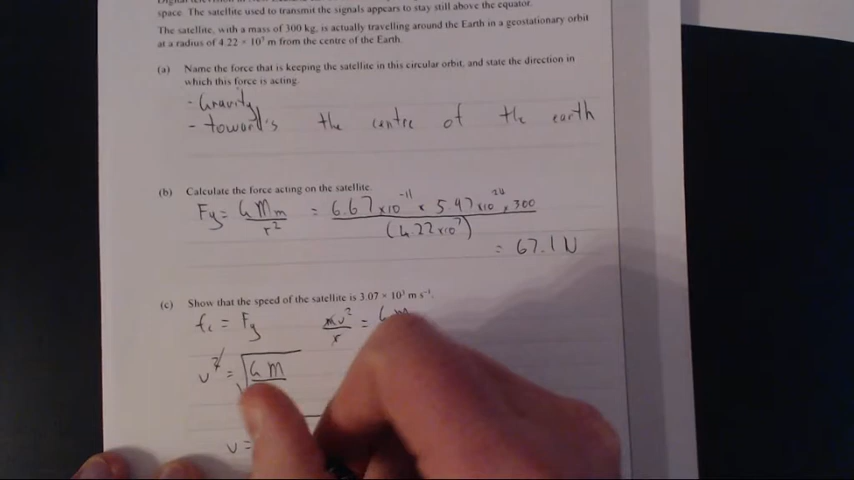 space. The satellite used to transmit the signals appears to stay still above the equator.
The satellite, with a mass of 300 kg, is actually travelling around the Earth in a geostationary orbit
at a radius of 4.22 × 10⁷ m from the centre of the Earth.
(a) Name the force that is keeping the satellite in this circular orbit, and state the direction in
which this force is acting.
- Gravity
- toward's the centre of the earth
(b) Calculate the force acting on the satellite.
Fg = GMm/r² = 6.67×10⁻¹¹ × 5.97×10²⁴ × 300
(4.22×10⁷)
= 67.1 N
(c) Show that the speed of the satellite is 3.07 × 10³ m s⁻¹.
fc = Fg mv²/r = G m
v² = √G m
v =